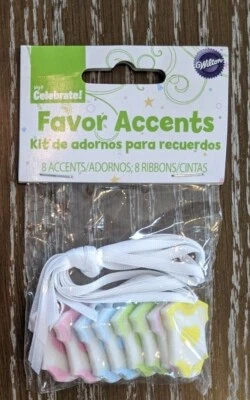 Celebrate!
Wilton
Favor Accents
Kit de adornos para recuerdos
8 ACCENTS/ADORNOS; 8 RIBBONS/CINTAS